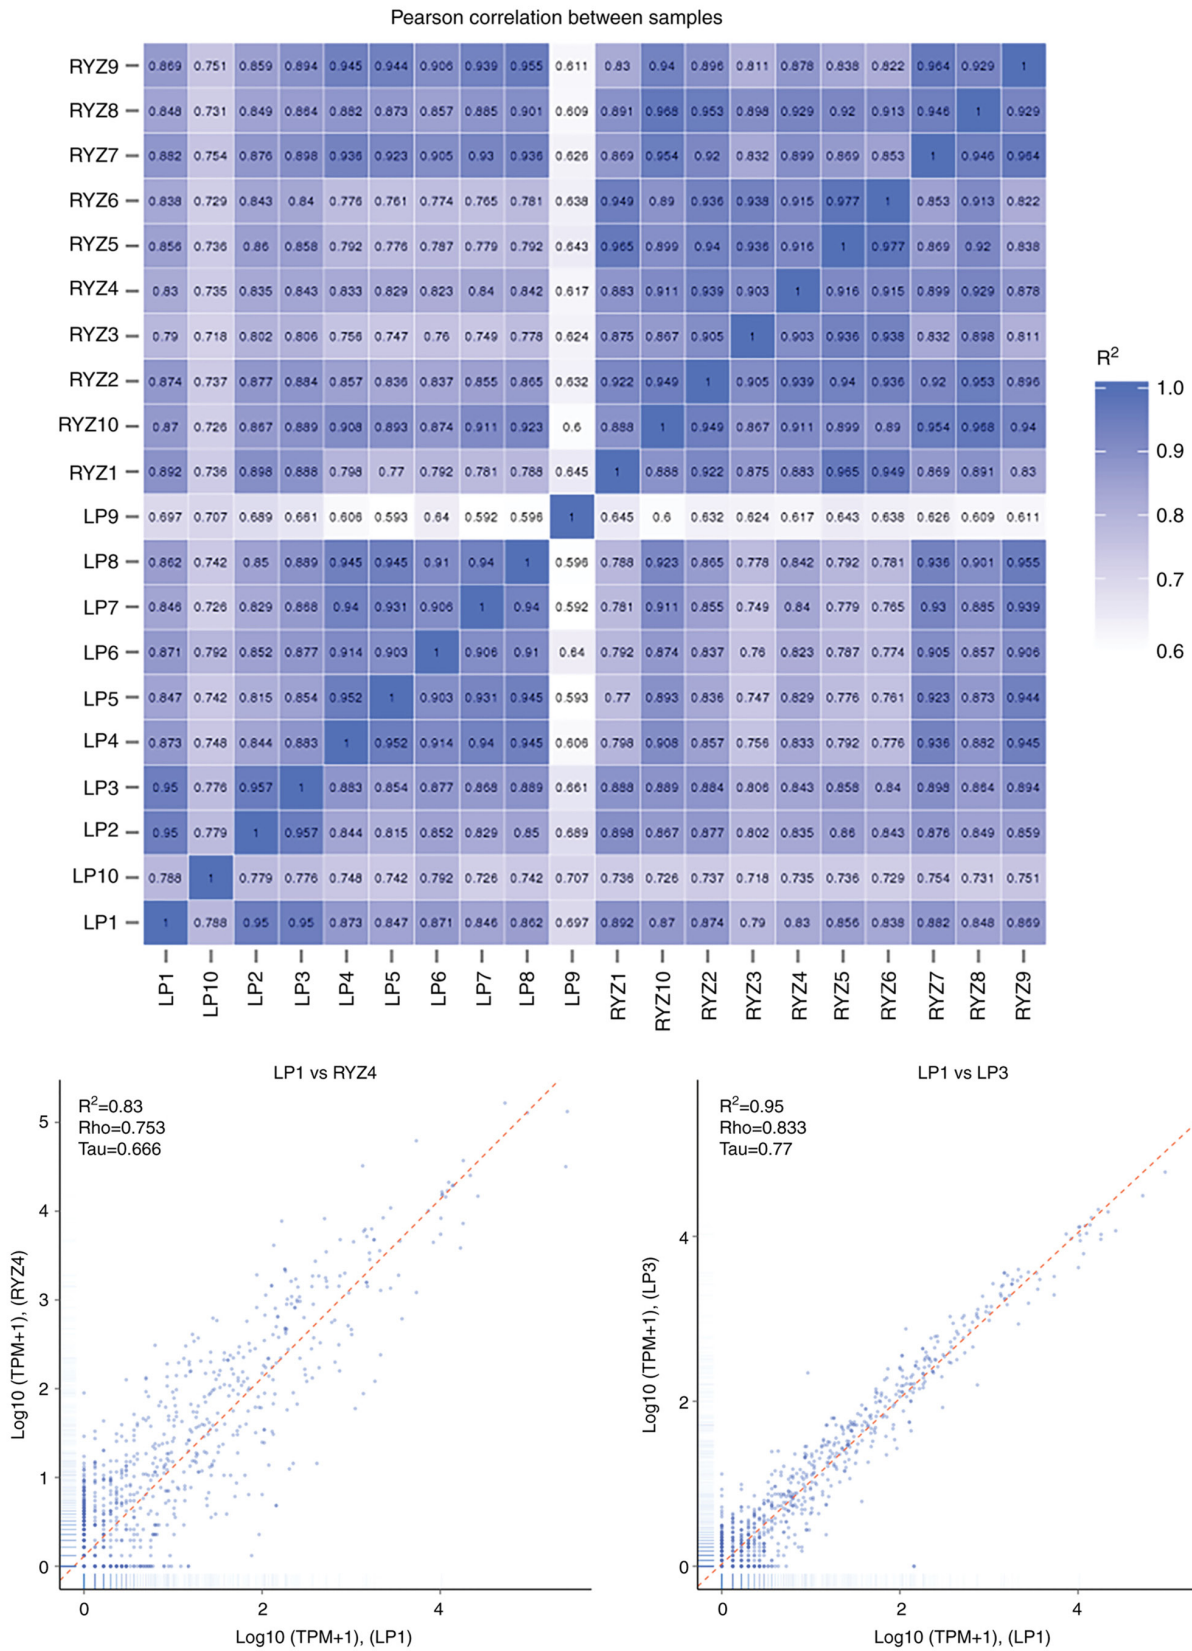 Pearson correlation between samples
RYZ9 0.869 0.751 0.859 0.894 0.945 0.944 0.906 0.939 0.955 0.611 0.83 0.94 0.896 0.811 0.878 0.838 0.822 0.964 0.929 1
RYZ8 0.848 0.731 0.849 0.864 0.882 0.873 0.857 0.885 0.901 0.609 0.891 0.968 0.953 0.898 0.929 0.92 0.913 0.946 1 0.929
RYZ7 0.882 0.754 0.876 0.898 0.936 0.923 0.905 0.93 0.936 0.626 0.869 0.954 0.92 0.832 0.899 0.869 0.853 1 0.946 0.964
RYZ6 0.838 0.729 0.843 0.84 0.776 0.761 0.774 0.765 0.781 0.638 0.949 0.89 0.936 0.938 0.915 0.977 1 0.853 0.913 0.822
RYZ5 0.856 0.736 0.86 0.858 0.792 0.776 0.787 0.779 0.792 0.643 0.965 0.899 0.94 0.936 0.916 1 0.977 0.869 0.92 0.838
RYZ4 0.83 0.735 0.835 0.843 0.833 0.829 0.823 0.84 0.842 0.617 0.883 0.911 0.939 0.903 1 0.916 0.915 0.899 0.929 0.878
RYZ3 0.79 0.718 0.802 0.806 0.756 0.747 0.76 0.749 0.778 0.624 0.875 0.867 0.905 1 0.903 0.936 0.938 0.832 0.898 0.811
RYZ2 0.874 0.737 0.877 0.884 0.857 0.836 0.837 0.855 0.865 0.632 0.922 0.949 1 0.905 0.939 0.94 0.936 0.92 0.953 0.896
RYZ10 0.87 0.726 0.867 0.889 0.908 0.893 0.874 0.911 0.923 0.6 0.888 1 0.949 0.867 0.911 0.899 0.89 0.954 0.968 0.94
RYZ1 0.892 0.736 0.898 0.888 0.798 0.77 0.792 0.781 0.788 0.645 1 0.888 0.922 0.875 0.883 0.965 0.949 0.869 0.891 0.83
LP9 0.697 0.707 0.689 0.661 0.606 0.593 0.64 0.592 0.596 1 0.645 0.6 0.632 0.624 0.617 0.643 0.638 0.626 0.609 0.611
LP8 0.862 0.742 0.85 0.889 0.945 0.945 0.91 0.94 1 0.596 0.788 0.923 0.865 0.778 0.842 0.792 0.781 0.936 0.901 0.955
LP7 0.846 0.726 0.829 0.868 0.94 0.931 0.906 1 0.94 0.592 0.781 0.911 0.855 0.749 0.84 0.779 0.765 0.93 0.885 0.939
LP6 0.871 0.792 0.852 0.877 0.914 0.903 1 0.906 0.91 0.64 0.792 0.874 0.837 0.76 0.823 0.787 0.774 0.905 0.857 0.906
LP5 0.847 0.742 0.815 0.854 0.952 1 0.903 0.931 0.945 0.593 0.77 0.893 0.836 0.747 0.829 0.776 0.761 0.923 0.873 0.944
LP4 0.873 0.748 0.844 0.883 1 0.952 0.914 0.94 0.945 0.606 0.798 0.908 0.857 0.756 0.833 0.792 0.776 0.936 0.882 0.945
LP3 0.95 0.776 0.957 1 0.883 0.854 0.877 0.868 0.889 0.661 0.888 0.889 0.884 0.806 0.843 0.858 0.84 0.898 0.864 0.894
LP2 0.95 0.779 1 0.957 0.844 0.815 0.852 0.829 0.85 0.689 0.898 0.867 0.877 0.802 0.835 0.86 0.843 0.876 0.849 0.859
LP10 0.788 1 0.779 0.776 0.748 0.742 0.792 0.726 0.742 0.707 0.736 0.726 0.737 0.718 0.735 0.736 0.729 0.754 0.731 0.751
LP1 1 0.788 0.95 0.95 0.873 0.847 0.871 0.846 0.862 0.697 0.892 0.87 0.874 0.79 0.83 0.856 0.838 0.882 0.848 0.869
LP1 LP10 LP2 LP3 LP4 LP5 LP6 LP7 LP8 LP9 RYZ1 RYZ10 RYZ2 RYZ3 RYZ4 RYZ5 RYZ6 RYZ7 RYZ8 RYZ9
R²
1.0
0.9
0.8
0.7
0.6
LP1 vs RYZ4
R²=0.83
Rho=0.753
Tau=0.666
Log10 (TPM+1), (RYZ4)
5
4
3
2
1
0
0 2 4
Log10 (TPM+1), (LP1)
LP1 vs LP3
R²=0.95
Rho=0.833
Tau=0.77
Log10 (TPM+1), (LP3)
4
2
0
0 2 4
Log10 (TPM+1), (LP1)